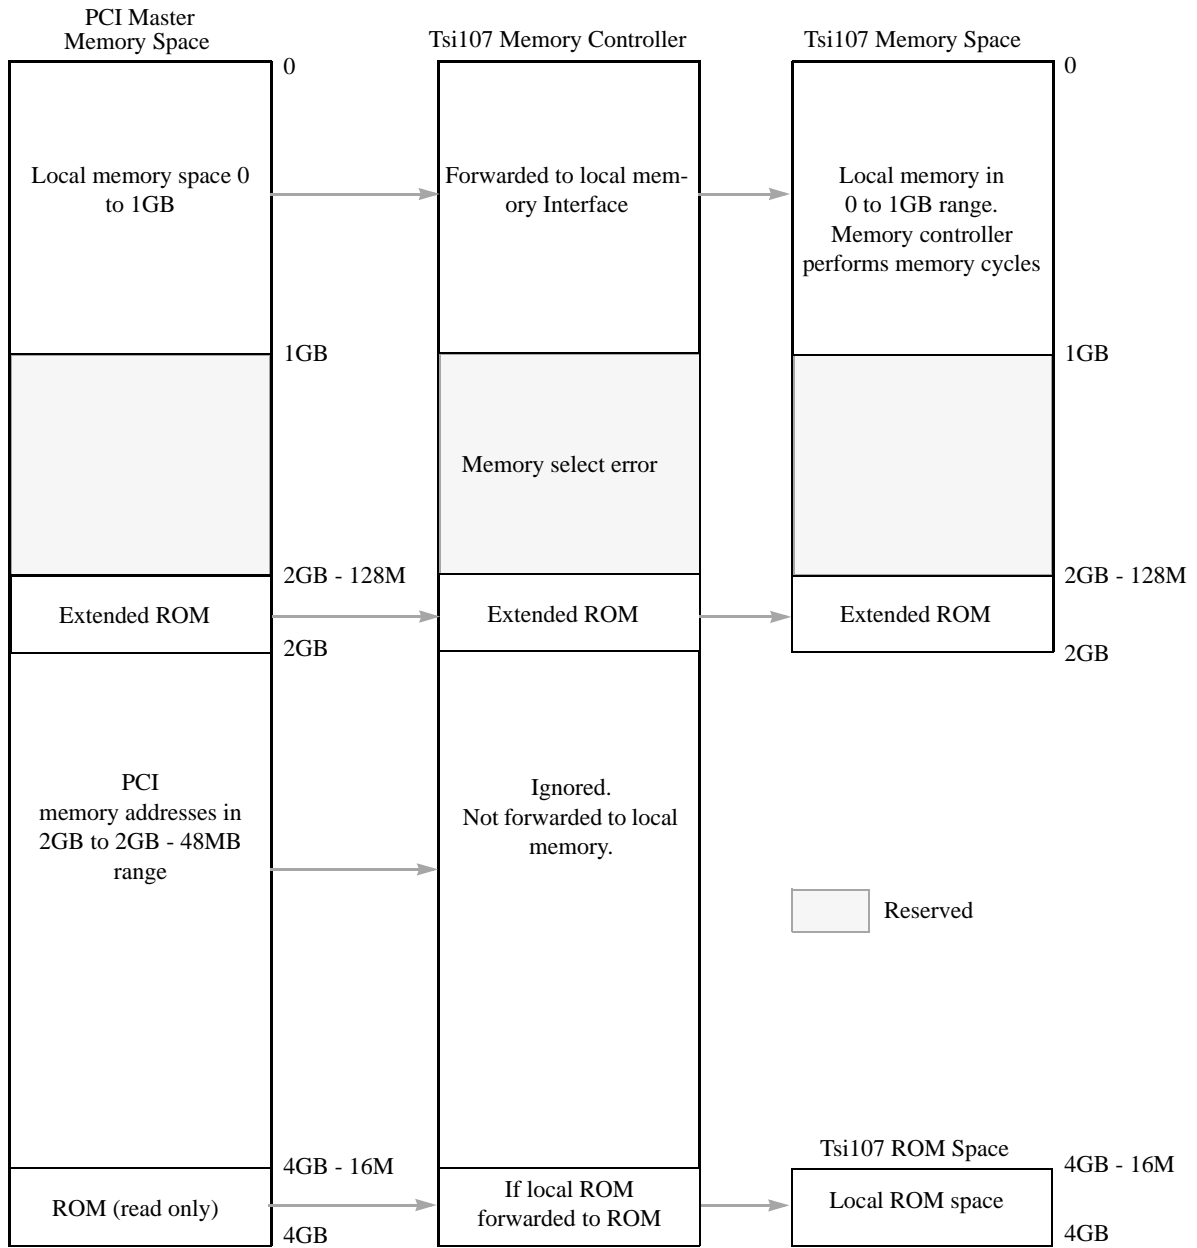 PCI Master
Memory Space
Tsi107 Memory Controller
Tsi107 Memory Space
0
0
Local memory space 0
to 1GB
Forwarded to local mem-
ory Interface
Local memory in
0 to 1GB range.
Memory controller
performs memory cycles
1GB
1GB
Memory select error
2GB - 128M
2GB - 128M
Extended ROM
Extended ROM
Extended ROM
2GB
2GB
PCI
memory addresses in
2GB to 2GB - 48MB
range
Ignored.
Not forwarded to local
memory.
Reserved
Tsi107 ROM Space
4GB - 16M
4GB - 16M
ROM (read only)
If local ROM
forwarded to ROM
Local ROM space
4GB
4GB